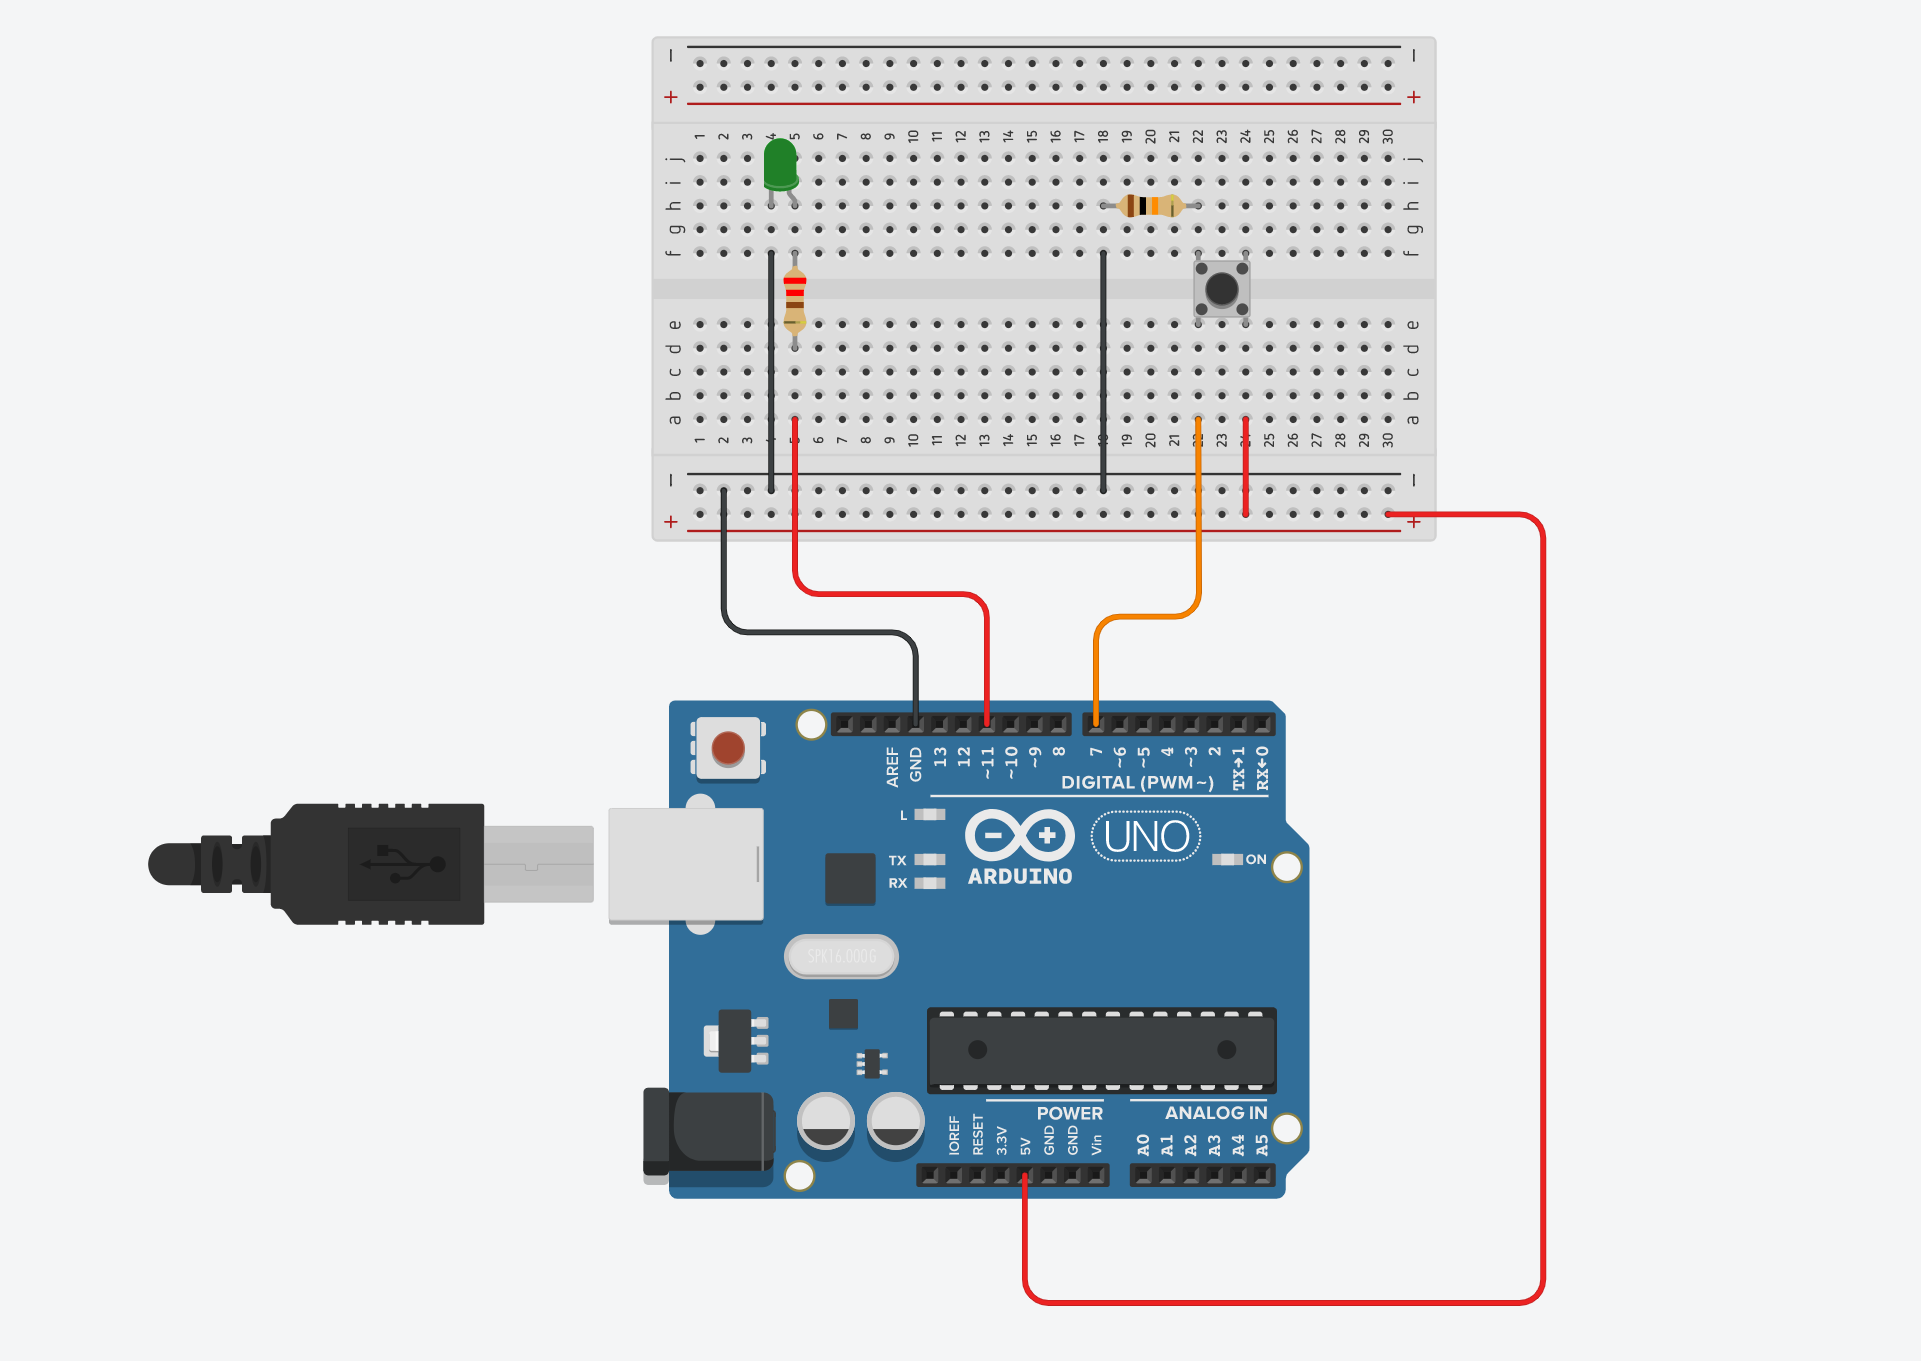 − −
+ +
1 2 3 4 5 6 7 8 9 10 11 12 13 14 15 16 17 18 19 20 21 22 23 24 25 26 27 28 29 30
j j
i i
h h
g g
f f
e e
d d
c c
b b
a a
1 2 3 4 5 6 7 8 9 10 11 12 13 14 15 16 17 18 19 20 21 22 23 24 25 26 27 28 29 30
− −
+ +
AREF GND 13 12 ~11 ~10 ~9 8 7 ~6 ~5 4 ~3 2 TX→1 RX←0
DIGITAL (PWM~)
L
UNO
TX
ON
RX
ARDUINO
SPK16.000G
POWER ANALOG IN
IOREF RESET 3.3V 5V GND GND Vin A0 A1 A2 A3 A4 A5